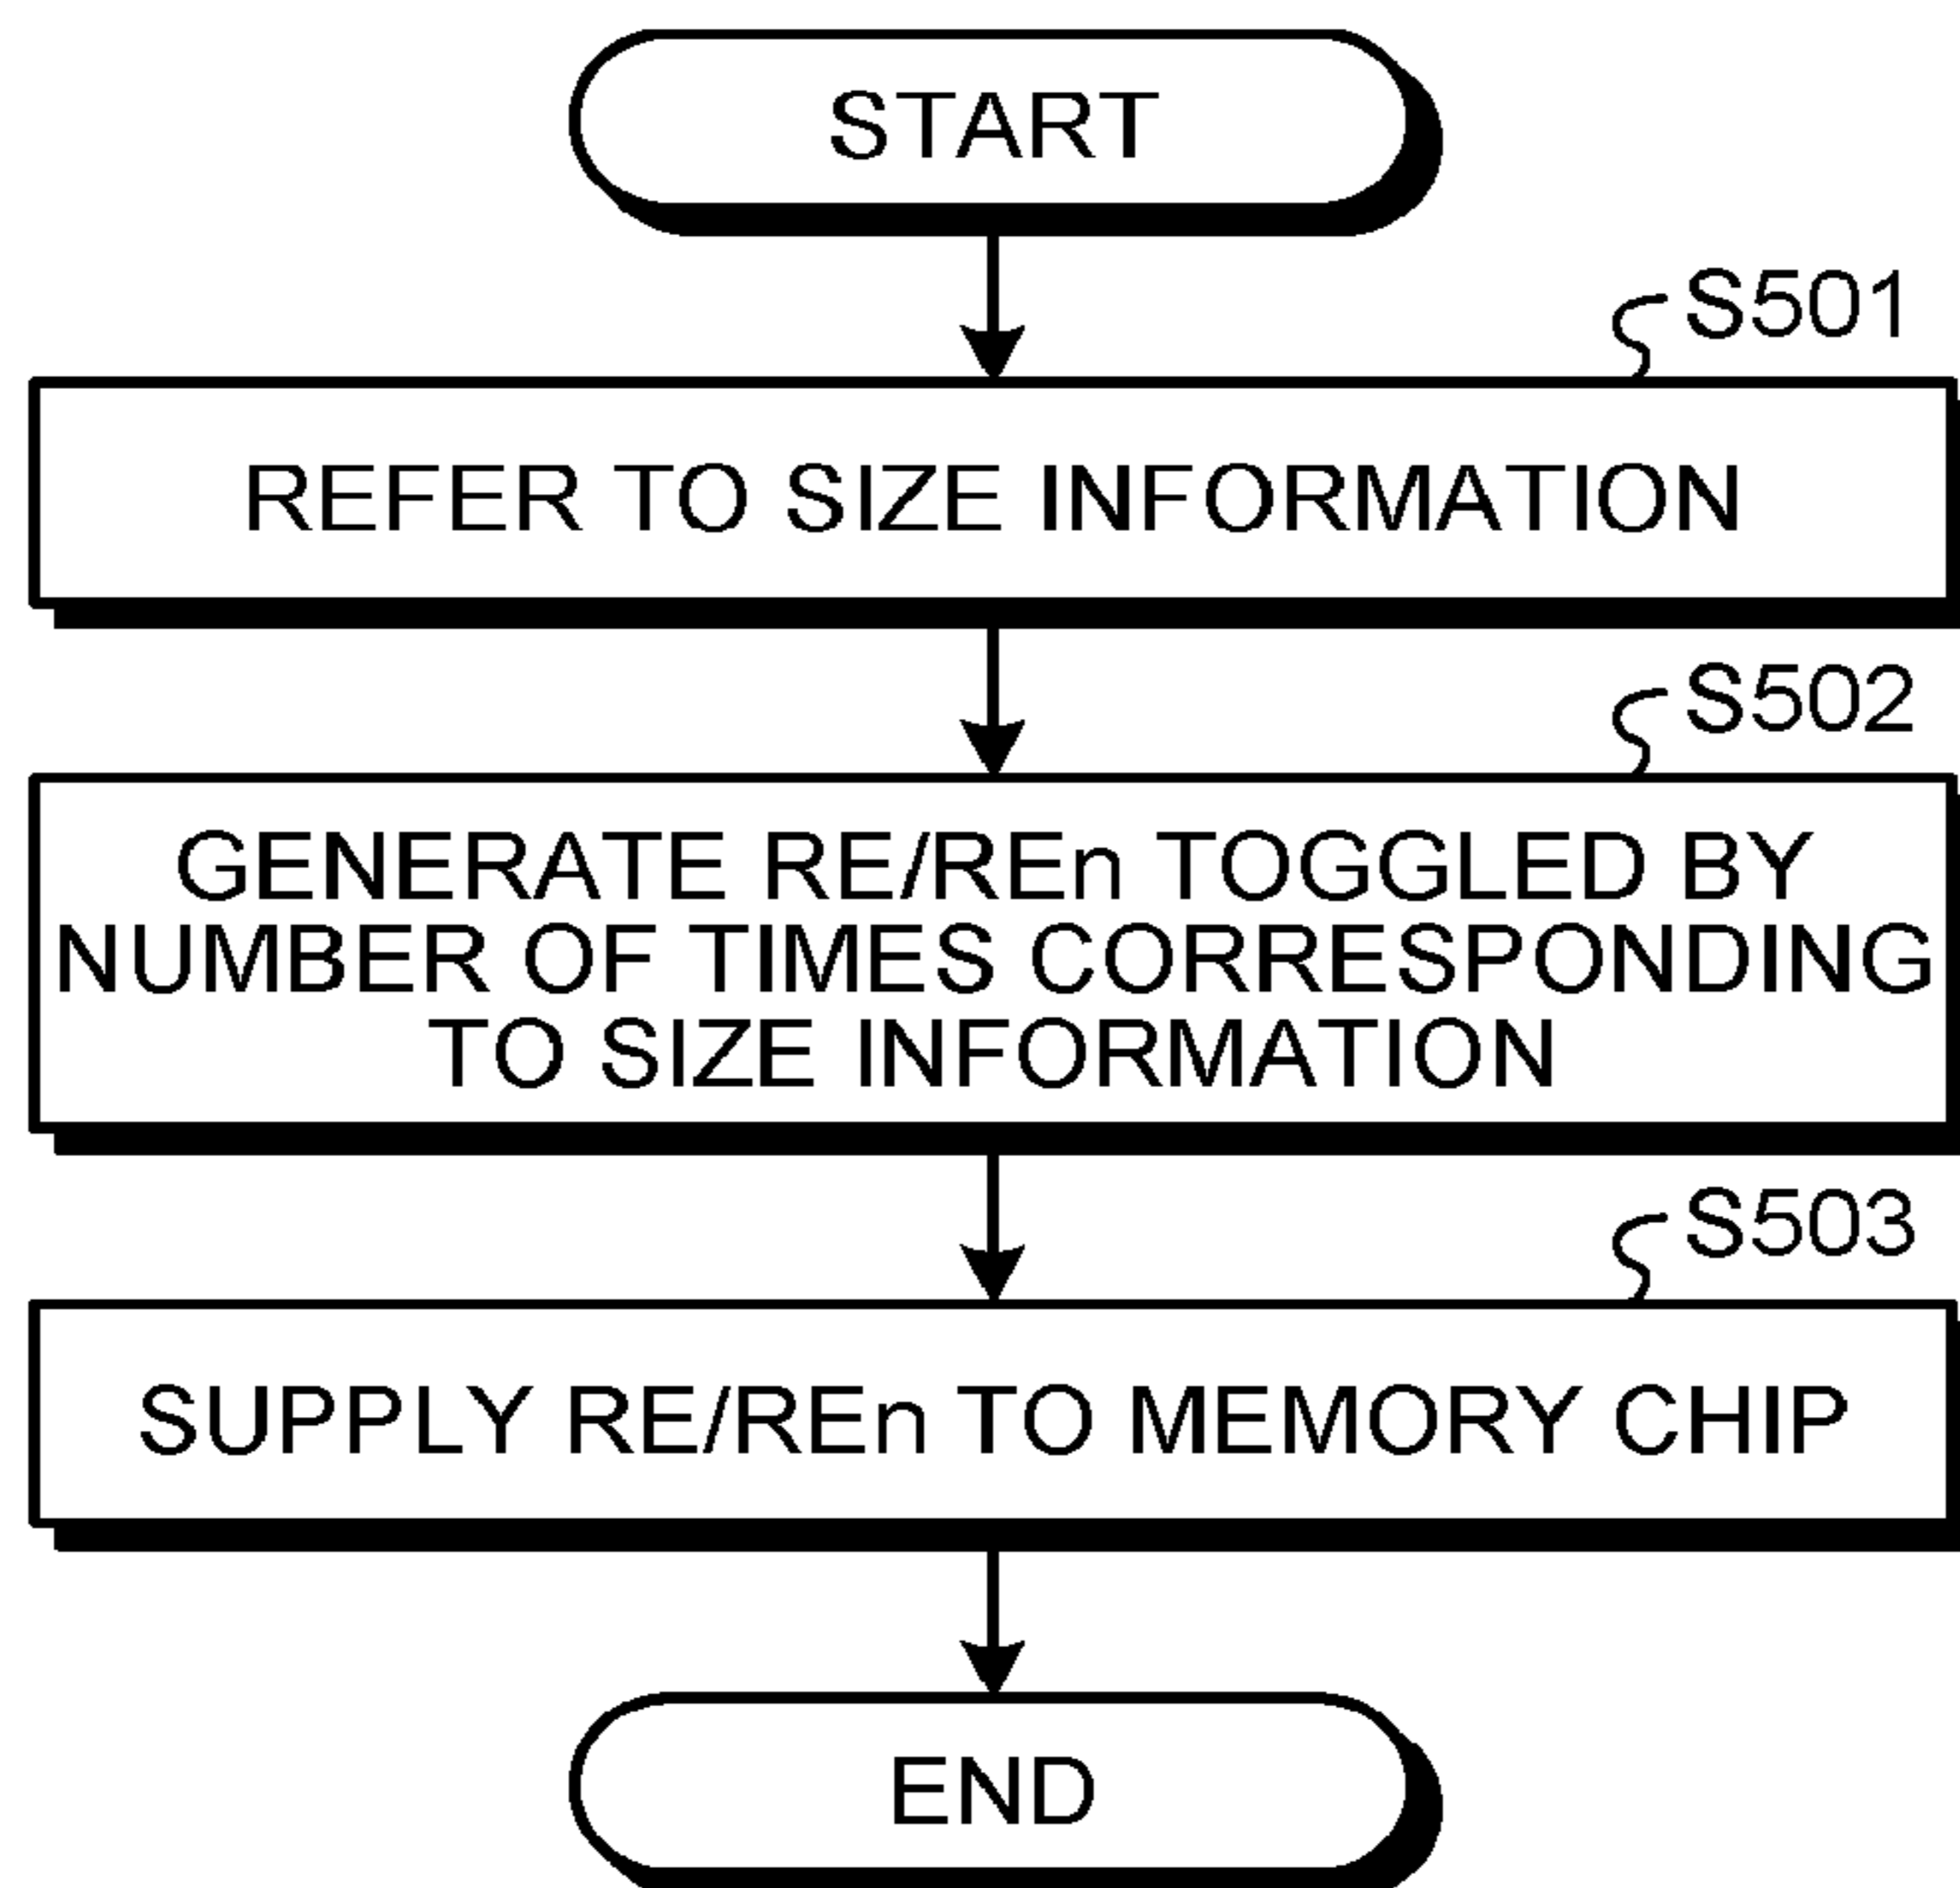 START
S501
REFER TO SIZE INFORMATION
S502
GENERATE RE/REn TOGGLED BY
NUMBER OF TIMES CORRESPONDING
TO SIZE INFORMATION
S503
SUPPLY RE/REn TO MEMORY CHIP
END